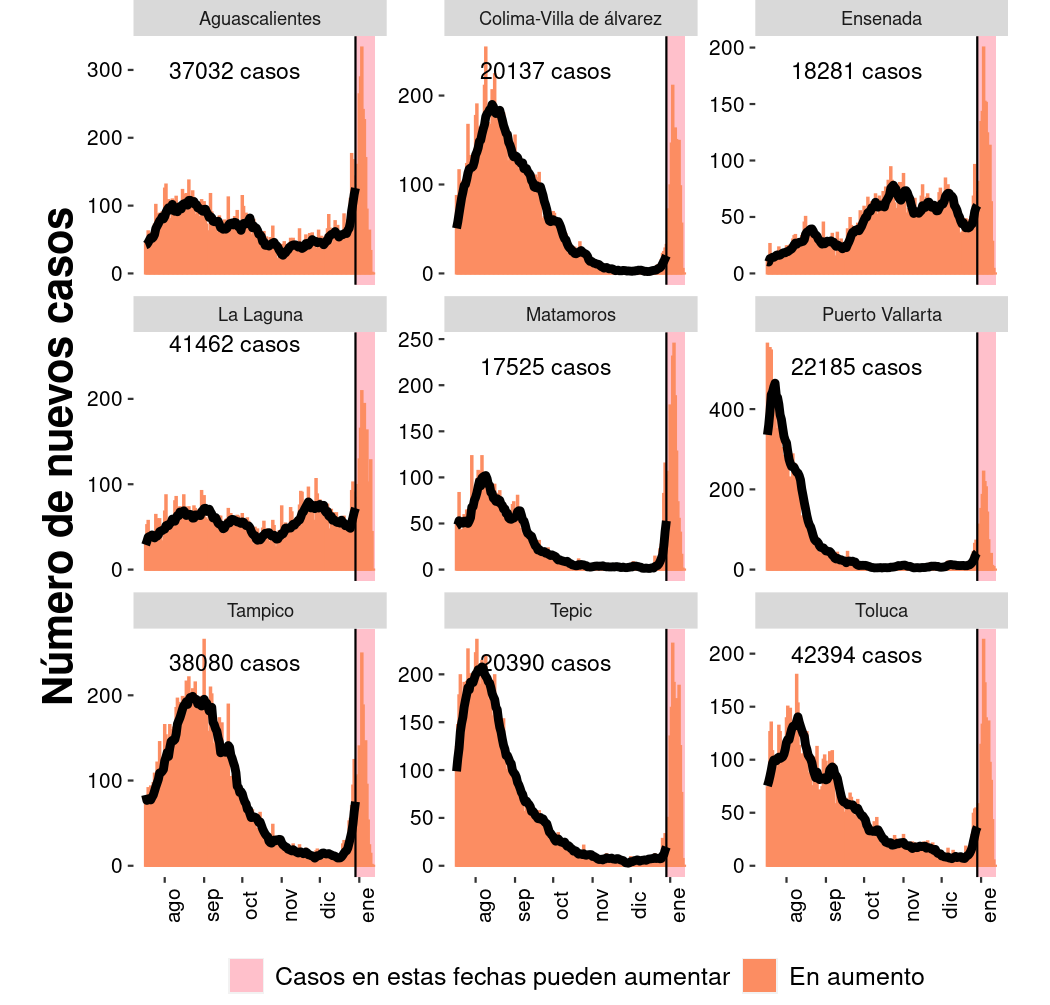 Número de nuevos casos
Aguascalientes
37032 casos
300
200
100
0
Colima-Villa de álvarez
20137 casos
200
100
0
Ensenada
18281 casos
200
150
100
50
0
La Laguna
41462 casos
200
100
0
Matamoros
17525 casos
250
200
150
100
50
0
Puerto Vallarta
22185 casos
400
200
0
Tampico
38080 casos
200
100
0
ago sep oct nov dic ene
Tepic
20390 casos
200
150
100
50
0
ago sep oct nov dic ene
Toluca
42394 casos
200
150
100
50
0
ago sep oct nov dic ene
Casos en estas fechas pueden aumentar
En aumento